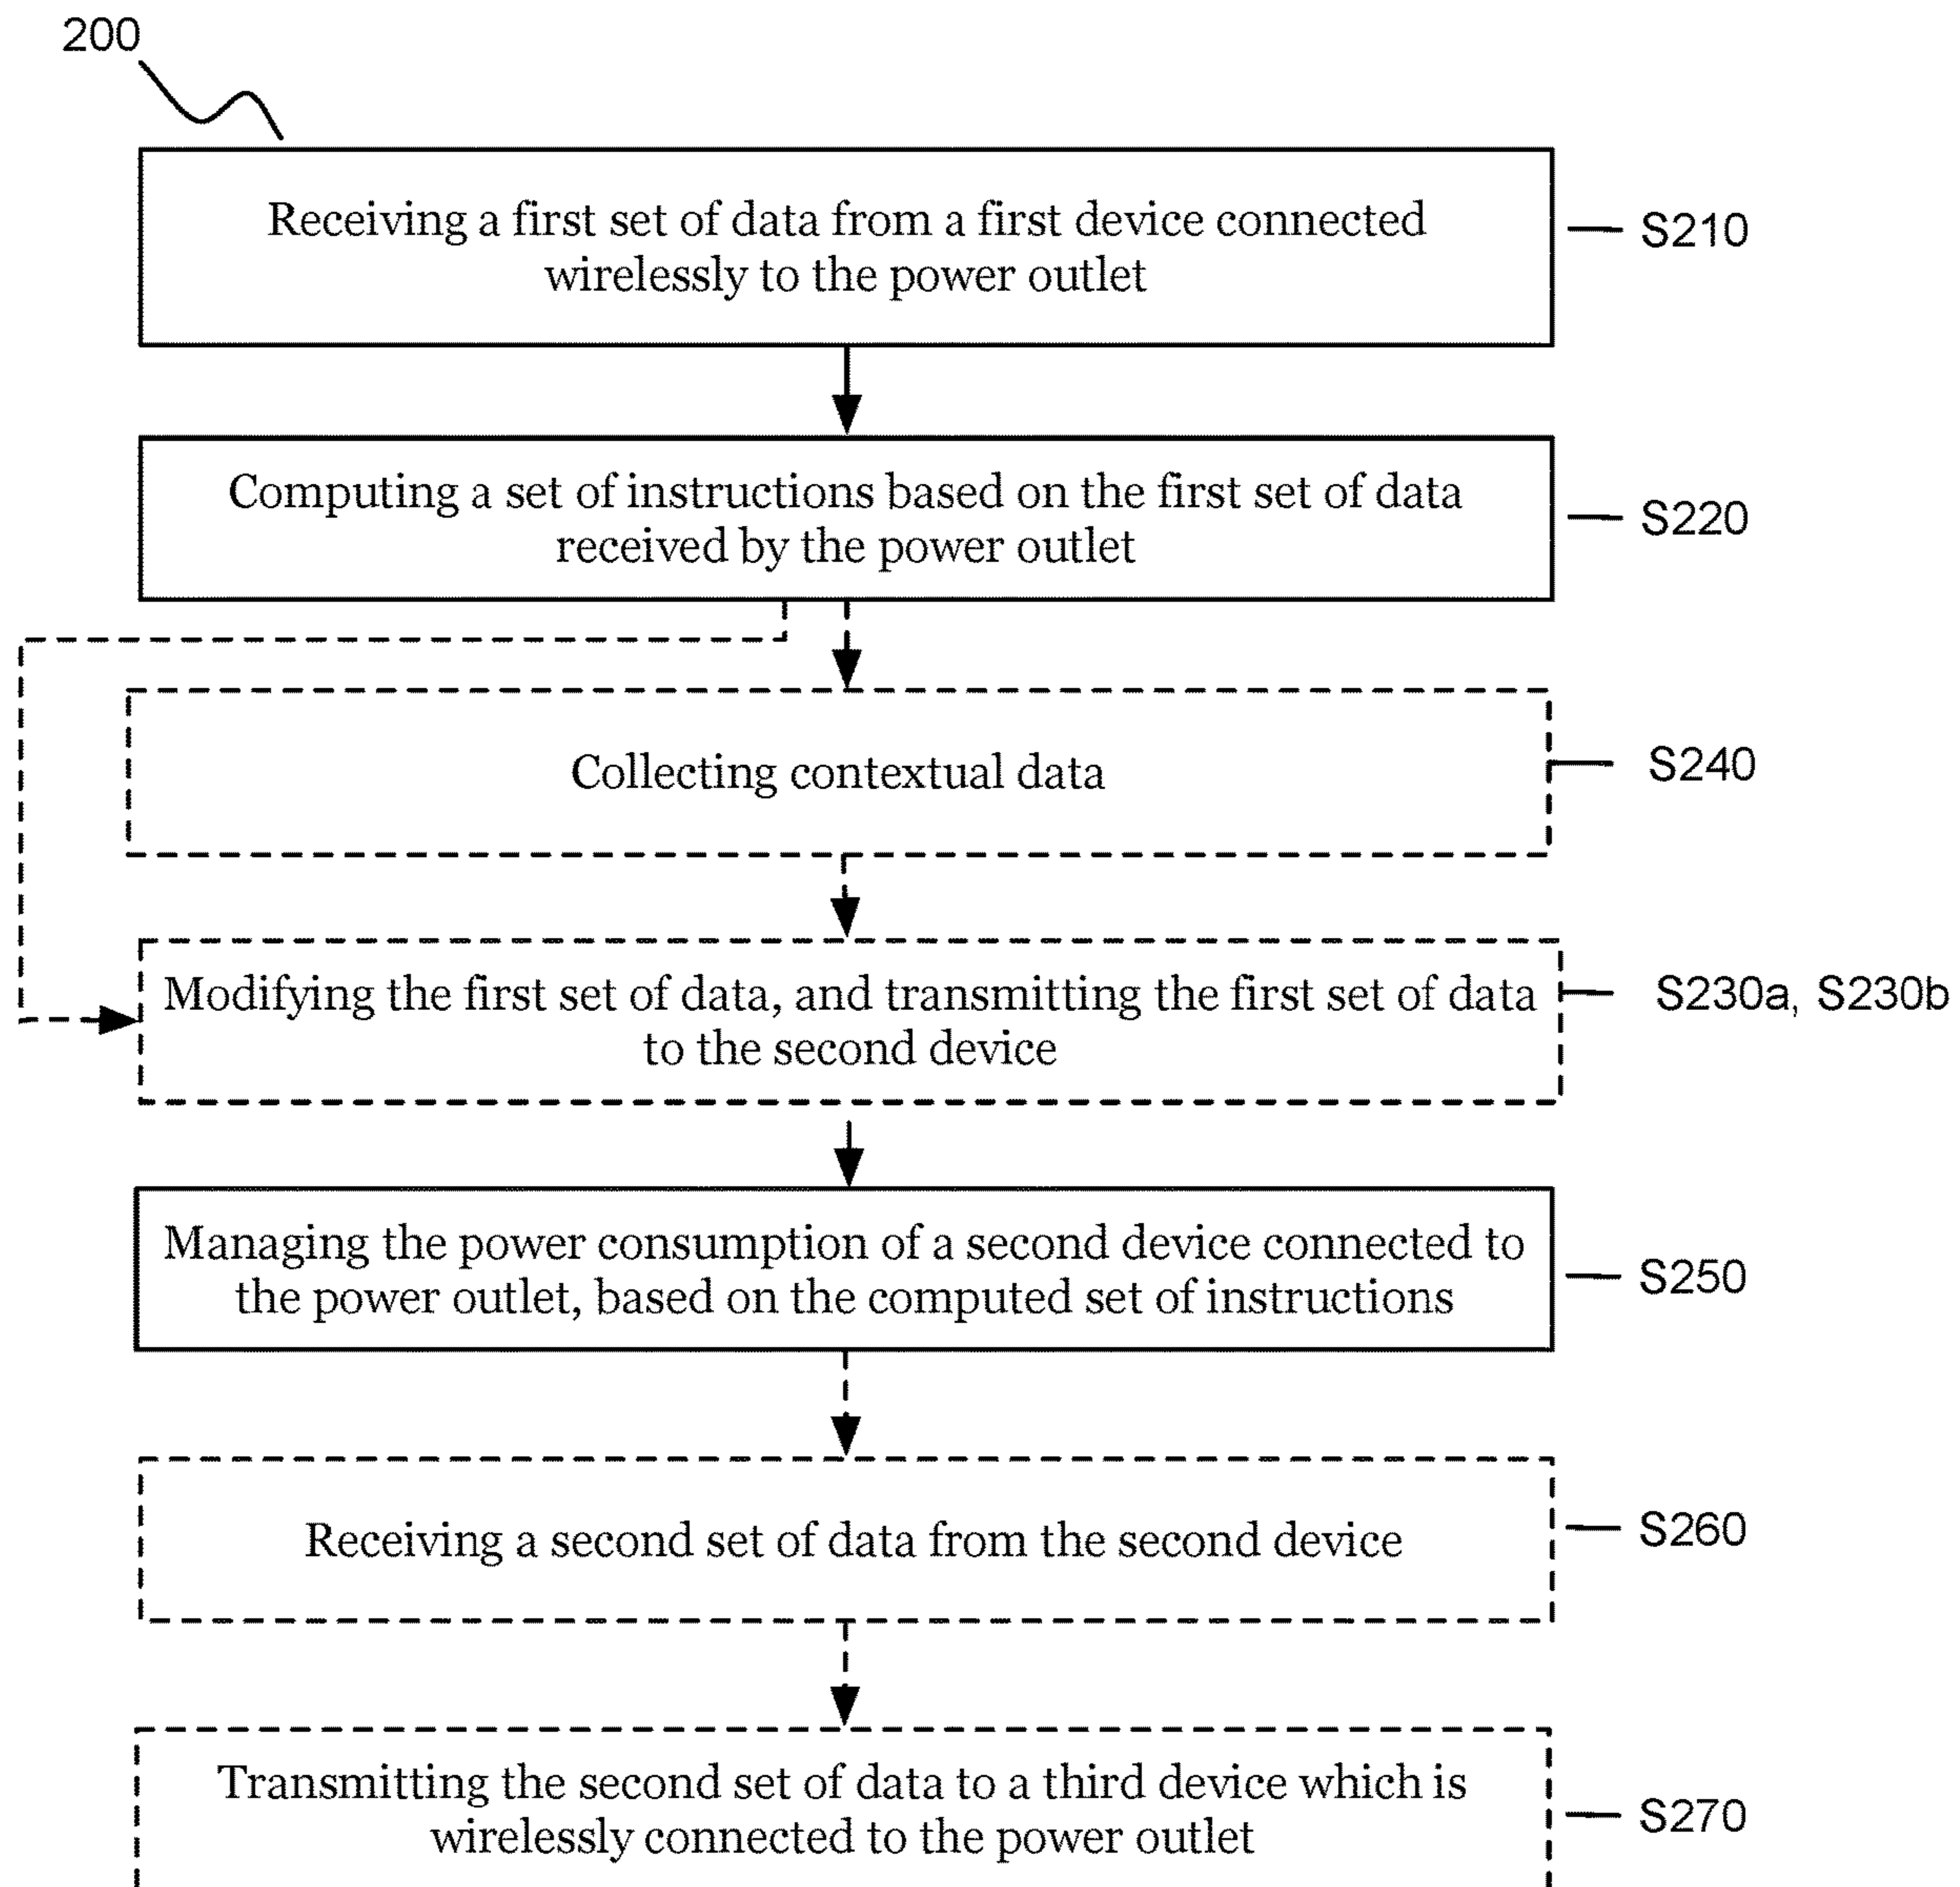 200
Receiving a first set of data from a first device connected
wirelessly to the power outlet
S210
Computing a set of instructions based on the first set of data
received by the power outlet
S220
Collecting contextual data
S240
Modifying the first set of data, and transmitting the first set of data
to the second device
S230a, S230b
Managing the power consumption of a second device connected to
the power outlet, based on the computed set of instructions
S250
Receiving a second set of data from the second device
S260
Transmitting the second set of data to a third device which is
wirelessly connected to the power outlet
S270